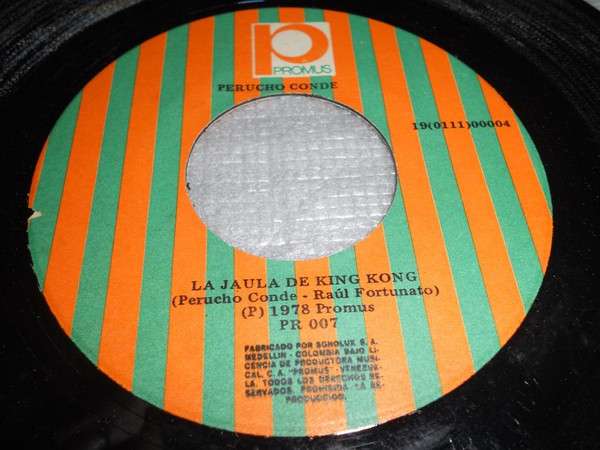 PROMUS
PERUCHO CONDE
19(0111)00004
LA JAULA DE KING KONG
(Perucho Conde - Raúl Fortunato)
(P) 1978 Promus
PR 007
FABRICADO POR SONOLUX S. A.
MEDELLIN - COLOMBIA BAJO LI-
CENCIA DE PRODUCTORA MUSI-
CAL, C. A. "PROMUS" - VENEZUE-
LA. TODOS LOS DERECHOS RE-
SERVADOS. PROHIBIDA LA RE-
PRODUCCION.